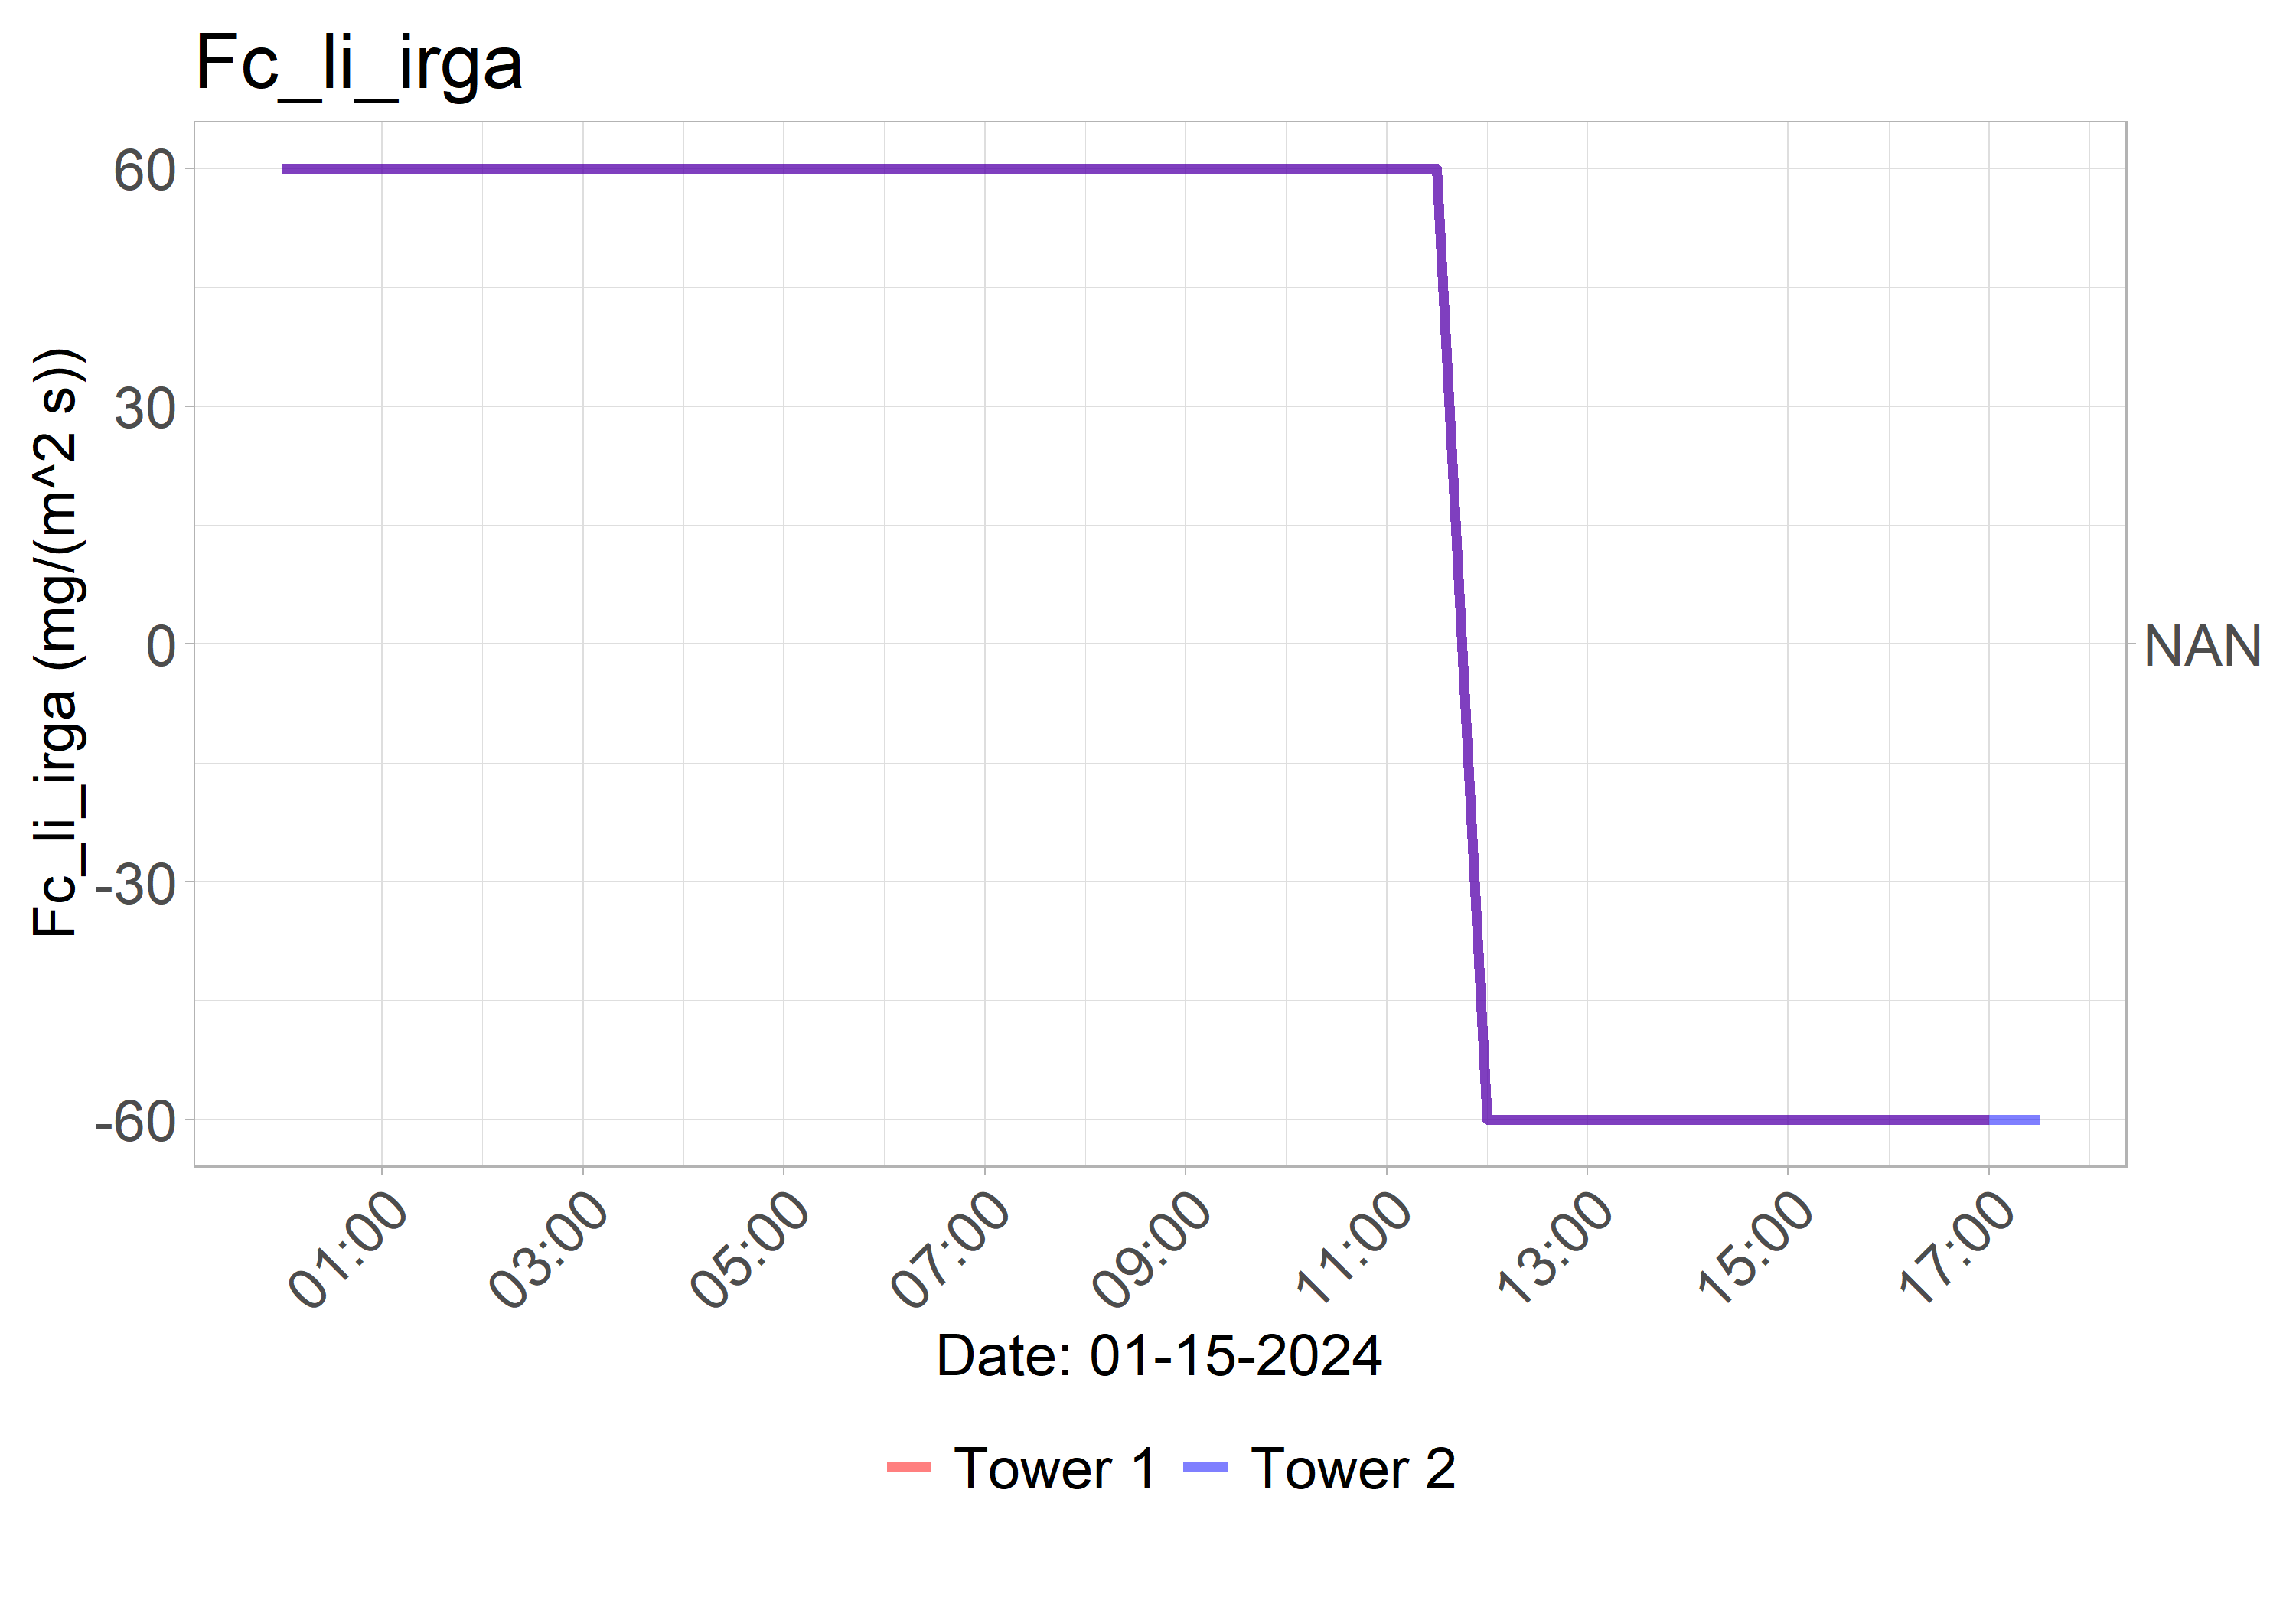 Fc_li_irga
Fc_li_irga (mg/(m^2 s))
60
30
0
-30
-60
NAN
01:00 03:00 05:00 07:00 09:00 11:00 13:00 15:00 17:00
Date: 01-15-2024
Tower 1 Tower 2